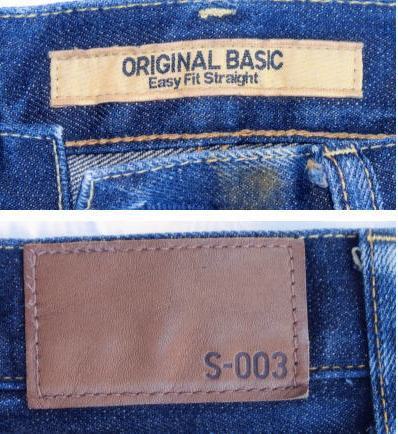 ORIGINAL BASIC
Easy Fit Straight
S-003